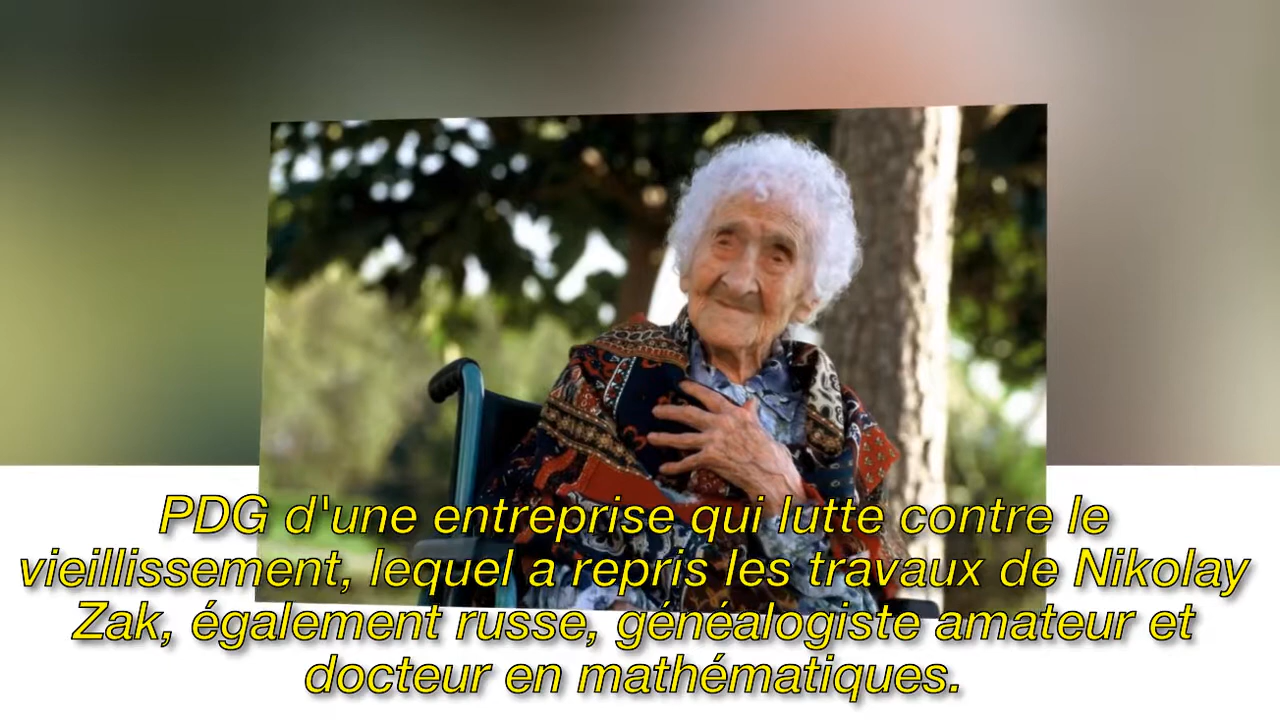 PDG d'une entreprise qui lutte contre le
vieillissement, lequel a repris les travaux de Nikolay
Zak, également russe, généalogiste amateur et
docteur en mathématiques.